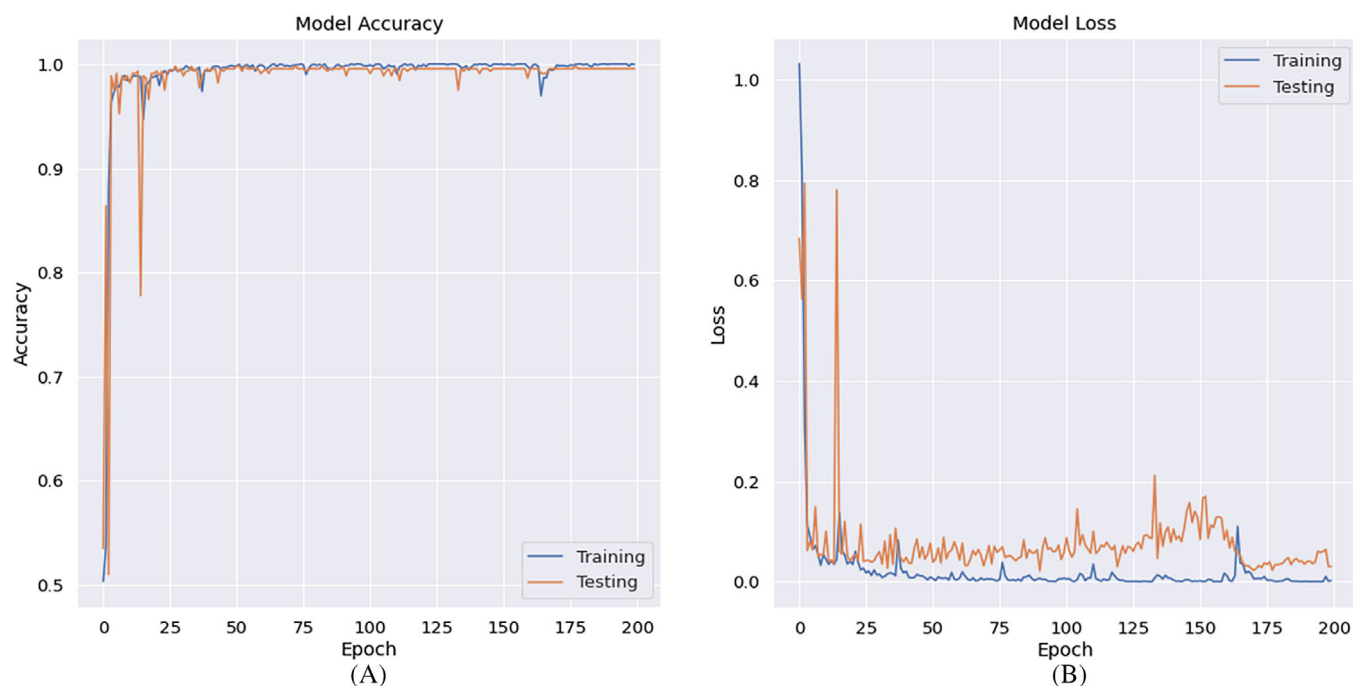 Model Accuracy
1.0
0.9
0.8
0.7
0.6
0.5
Accuracy
Training
Testing
0 25 50 75 100 125 150 175 200
Epoch
(A)
Model Loss
1.0
0.8
0.6
0.4
0.2
0.0
Loss
Training
Testing
0 25 50 75 100 125 150 175 200
Epoch
(B)